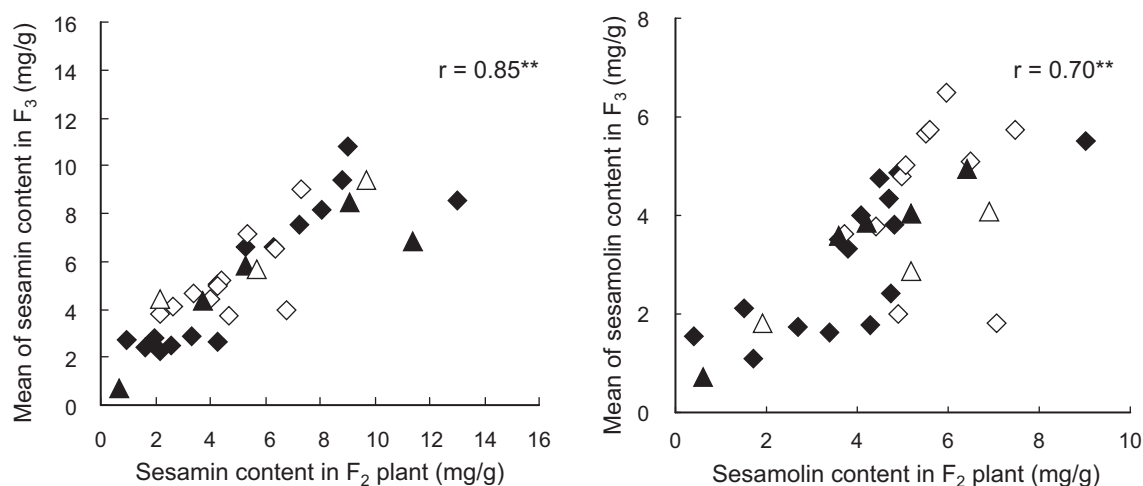 Mean of sesamin content in F₃ (mg/g)
16
14
12
10
8
6
4
2
0
r = 0.85**
0 2 4 6 8 10 12 14 16
Sesamin content in F₂ plant (mg/g)
Mean of sesamolin content in F₃ (mg/g)
8
6
4
2
0
r = 0.70**
0 2 4 6 8 10
Sesamolin content in F₂ plant (mg/g)